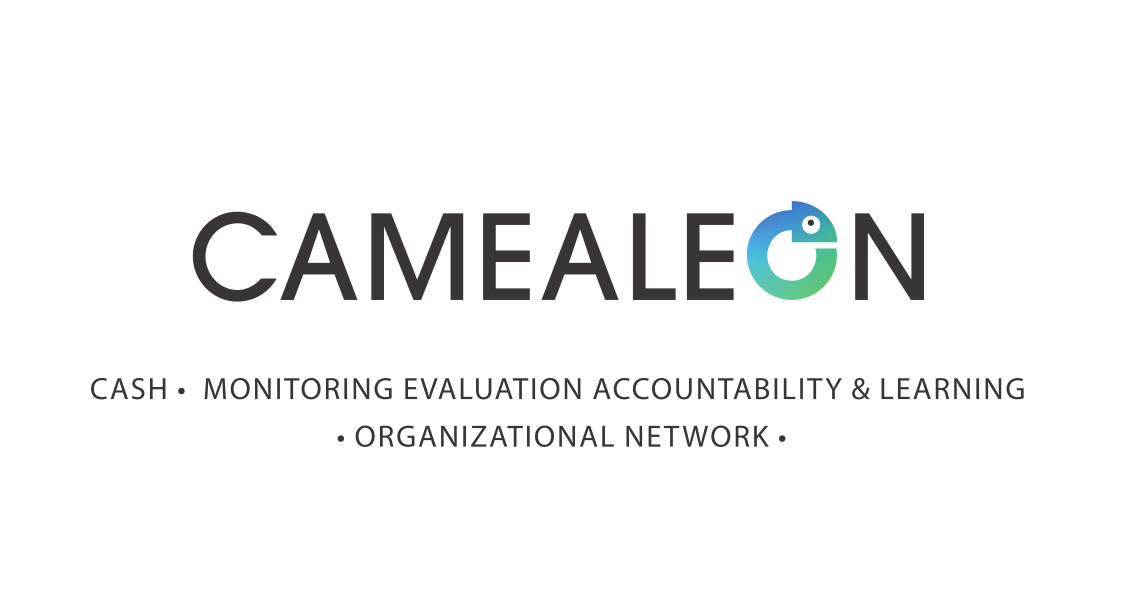 CAMEALEON
CASH • MONITORING EVALUATION ACCOUNTABILITY & LEARNING
• ORGANIZATIONAL NETWORK •